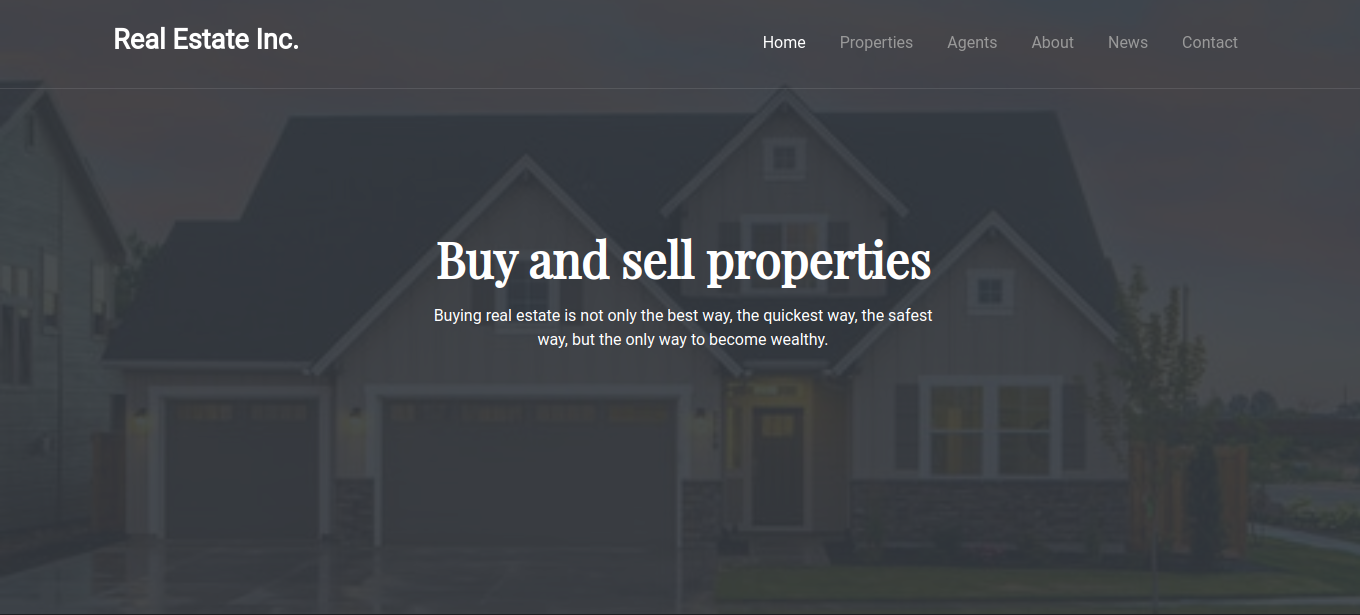 Real Estate Inc.
Home Properties Agents About News Contact
Buy and sell properties
Buying real estate is not only the best way, the quickest way, the safest
way, but the only way to become wealthy.